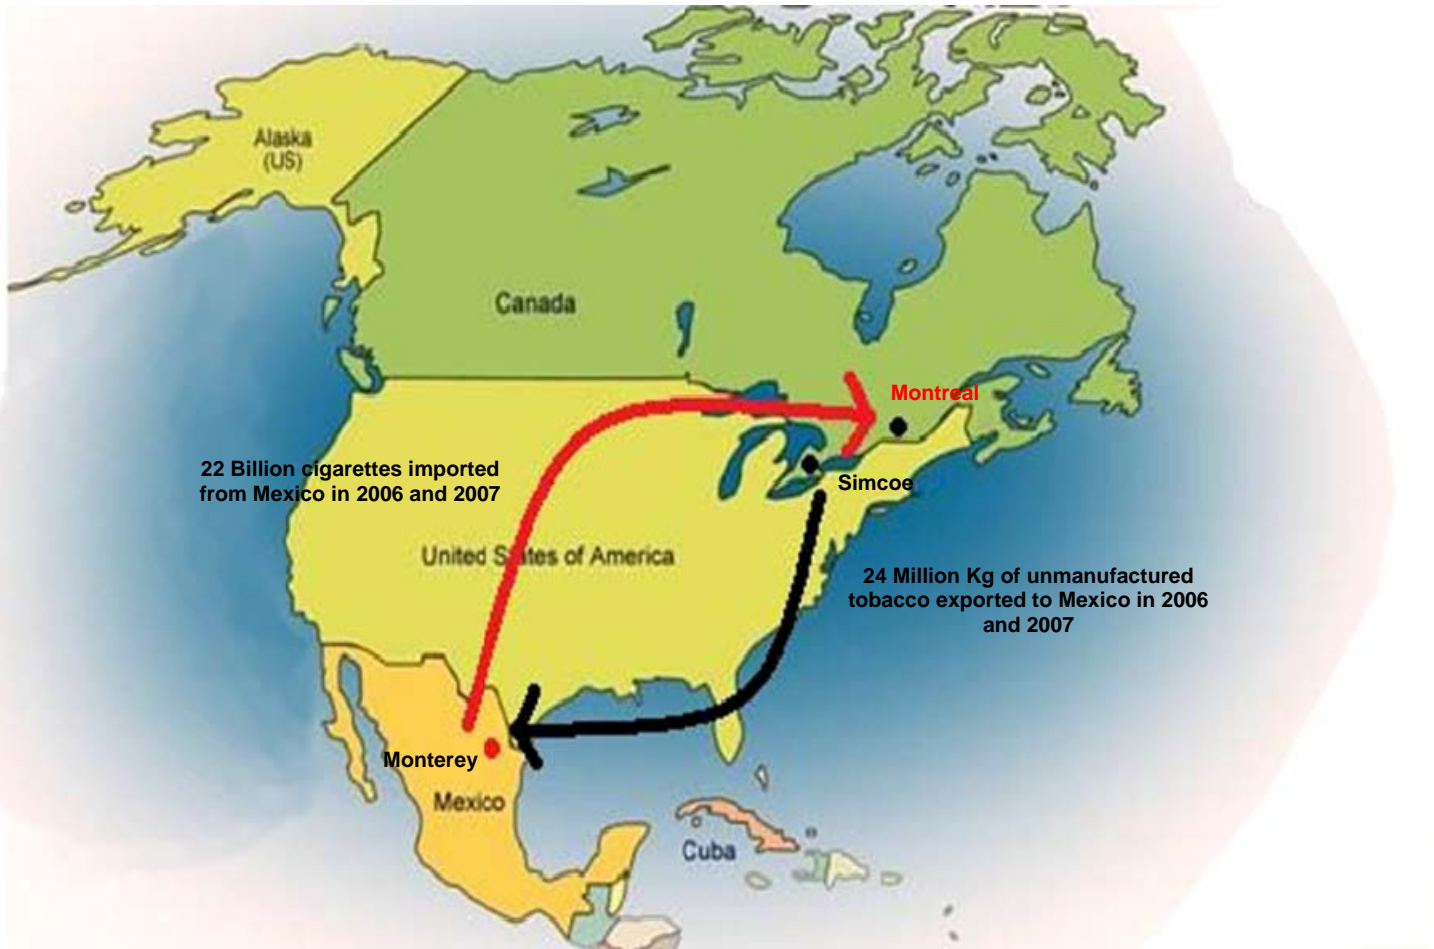 Alaska
(US)
Canada
Montreal
22 Billion cigarettes imported
from Mexico in 2006 and 2007
Simcoe
United States of America
24 Million Kg of unmanufactured
tobacco exported to Mexico in 2006
and 2007
Monterey
Mexico
Cuba